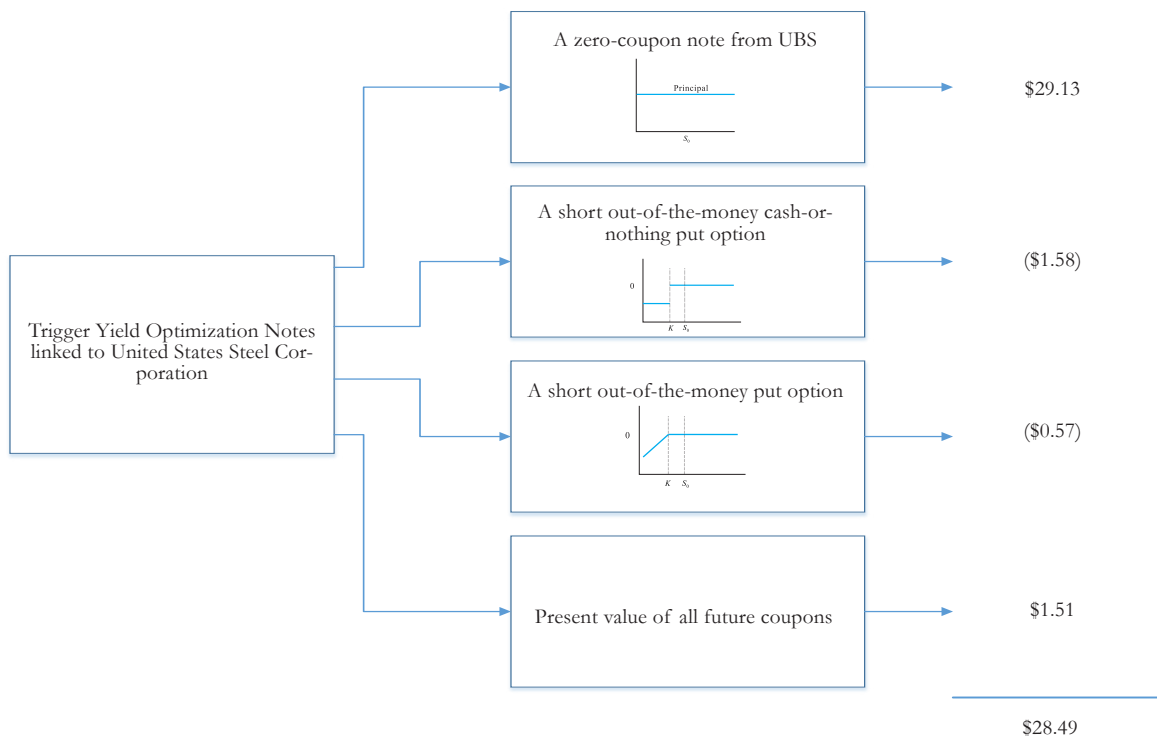 A zero-coupon note from UBS
Principal
S0
$29.13
A short out-of-the-money cash-or-
nothing put option
0
K S0
($1.58)
Trigger Yield Optimization Notes
linked to United States Steel Cor-
poration
A short out-of-the-money put option
0
K S0
($0.57)
Present value of all future coupons
$1.51
$28.49